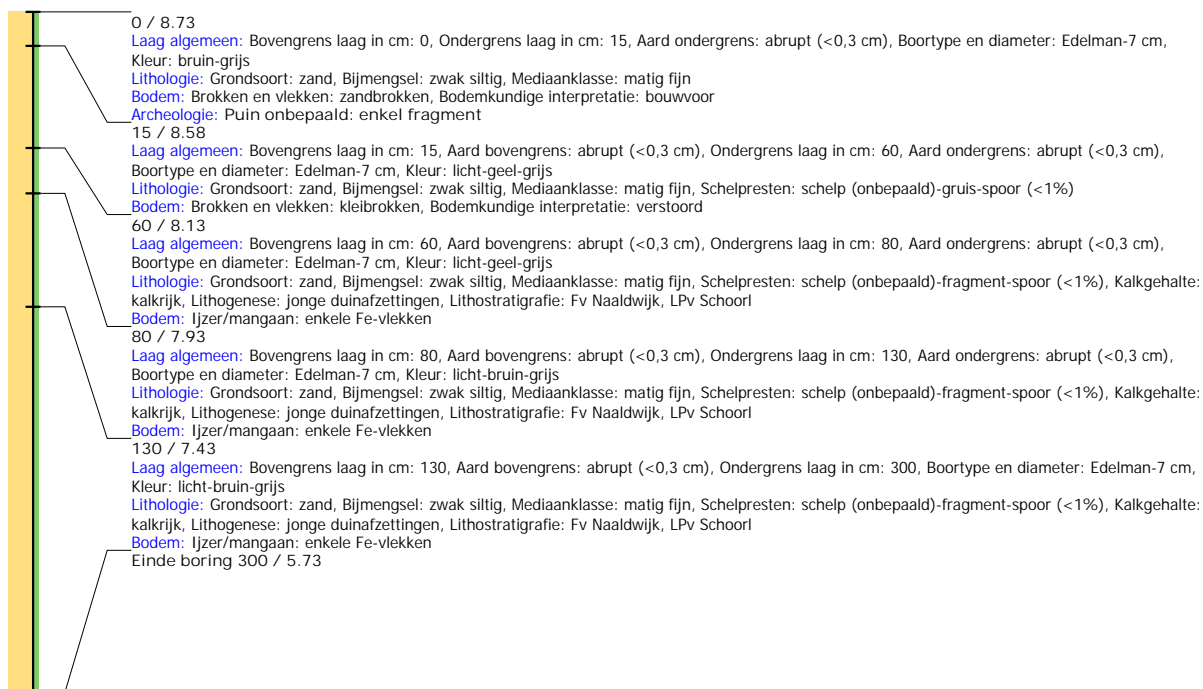 0 / 8.73
Laag algemeen: Bovengrens laag in cm: 0, Ondergrens laag in cm: 15, Aard ondergrens: abrupt (<0,3 cm), Boortype en diameter: Edelman-7 cm,
Kleur: bruin-grijs
Lithologie: Grondsoort: zand, Bijmengsel: zwak siltig, Mediaanklasse: matig fijn
Bodem: Brokken en vlekken: zandbrokken, Bodemkundige interpretatie: bouwvoor
Archeologie: Puin onbepaald: enkel fragment
15 / 8.58
Laag algemeen: Bovengrens laag in cm: 15, Aard bovengrens: abrupt (<0,3 cm), Ondergrens laag in cm: 60, Aard ondergrens: abrupt (<0,3 cm),
Boortype en diameter: Edelman-7 cm, Kleur: licht-geel-grijs
Lithologie: Grondsoort: zand, Bijmengsel: zwak siltig, Mediaanklasse: matig fijn, Schelpresten: schelp (onbepaald)-gruis-spoor (<1%)
Bodem: Brokken en vlekken: kleibrokken, Bodemkundige interpretatie: verstoord
60 / 8.13
Laag algemeen: Bovengrens laag in cm: 60, Aard bovengrens: abrupt (<0,3 cm), Ondergrens laag in cm: 80, Aard ondergrens: abrupt (<0,3 cm),
Boortype en diameter: Edelman-7 cm, Kleur: licht-geel-grijs
Lithologie: Grondsoort: zand, Bijmengsel: zwak siltig, Mediaanklasse: matig fijn, Schelpresten: schelp (onbepaald)-fragment-spoor (<1%), Kalkgehalte:
kalkrijk, Lithogenese: jonge duinafzettingen, Lithostratigrafie: Fv Naaldwijk, LPv Schoorl
Bodem: Ijzer/mangaan: enkele Fe-vlekken
80 / 7.93
Laag algemeen: Bovengrens laag in cm: 80, Aard bovengrens: abrupt (<0,3 cm), Ondergrens laag in cm: 130, Aard ondergrens: abrupt (<0,3 cm),
Boortype en diameter: Edelman-7 cm, Kleur: licht-bruin-grijs
Lithologie: Grondsoort: zand, Bijmengsel: zwak siltig, Mediaanklasse: matig fijn, Schelpresten: schelp (onbepaald)-fragment-spoor (<1%), Kalkgehalte:
kalkrijk, Lithogenese: jonge duinafzettingen, Lithostratigrafie: Fv Naaldwijk, LPv Schoorl
Bodem: Ijzer/mangaan: enkele Fe-vlekken
130 / 7.43
Laag algemeen: Bovengrens laag in cm: 130, Aard bovengrens: abrupt (<0,3 cm), Ondergrens laag in cm: 300, Boortype en diameter: Edelman-7 cm,
Kleur: licht-bruin-grijs
Lithologie: Grondsoort: zand, Bijmengsel: zwak siltig, Mediaanklasse: matig fijn, Schelpresten: schelp (onbepaald)-fragment-spoor (<1%), Kalkgehalte:
kalkrijk, Lithogenese: jonge duinafzettingen, Lithostratigrafie: Fv Naaldwijk, LPv Schoorl
Bodem: Ijzer/mangaan: enkele Fe-vlekken
Einde boring 300 / 5.73